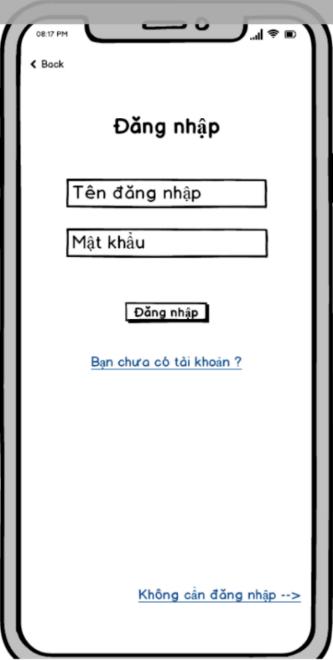 08:17 PM
Back
Đăng nhập
Tên đăng nhập
Mật khẩu
Đăng nhập
Bạn chưa có tài khoản ?
Không cần đăng nhập -->